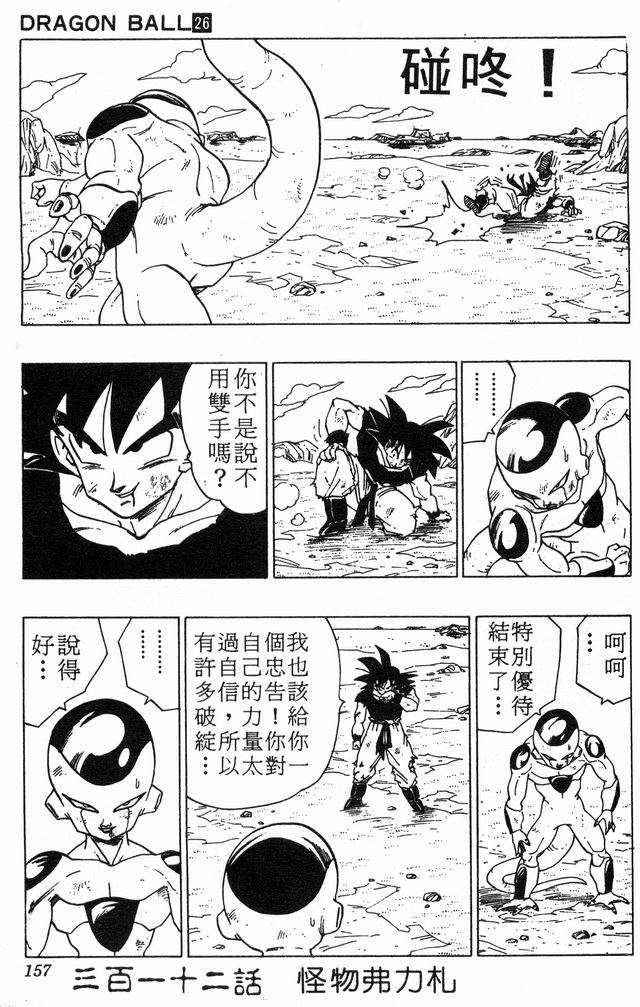 DRAGON BALL 26
碰咚！
……
你不是說不
用雙手嗎？
呵呵
…
特別優待
結束了…
我也該給你一
個忠告！你對
自己的力量太
過自信，所以
有許多破綻…
……
說得
好…
157
三百一十二話　怪物弗力札